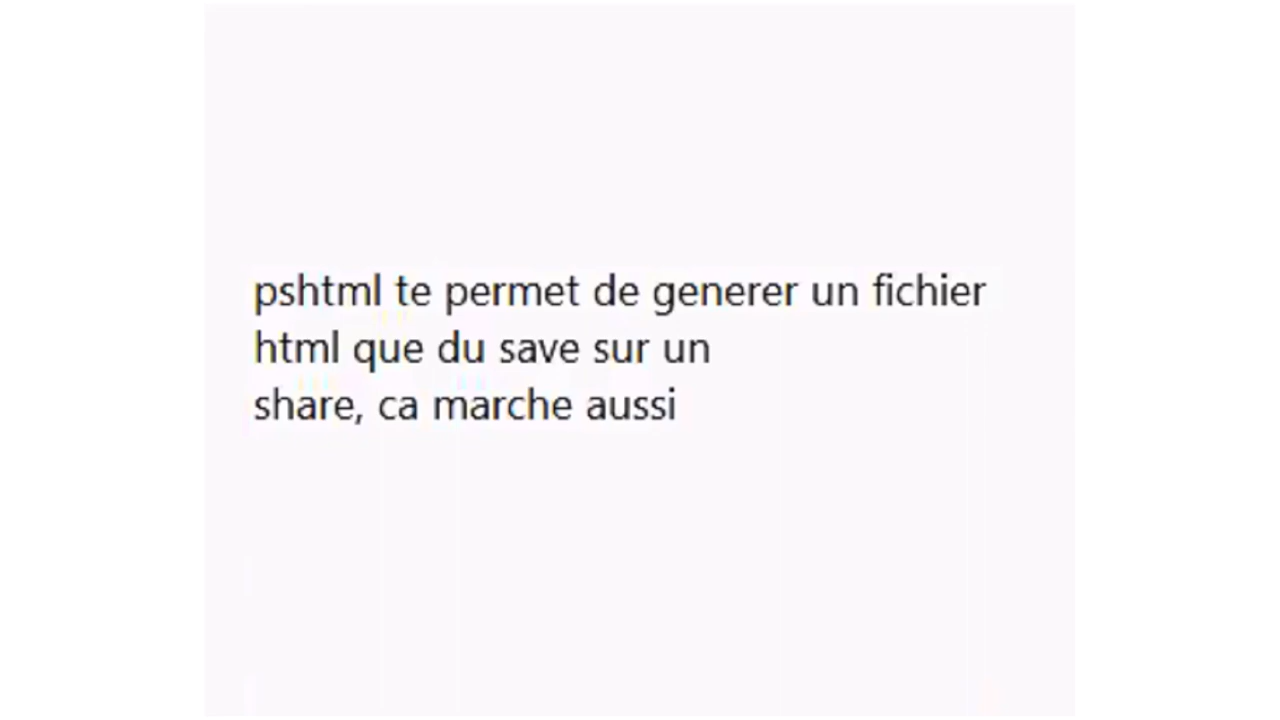 pshtml te permet de generer un fichier
html que du save sur un
share, ca marche aussi